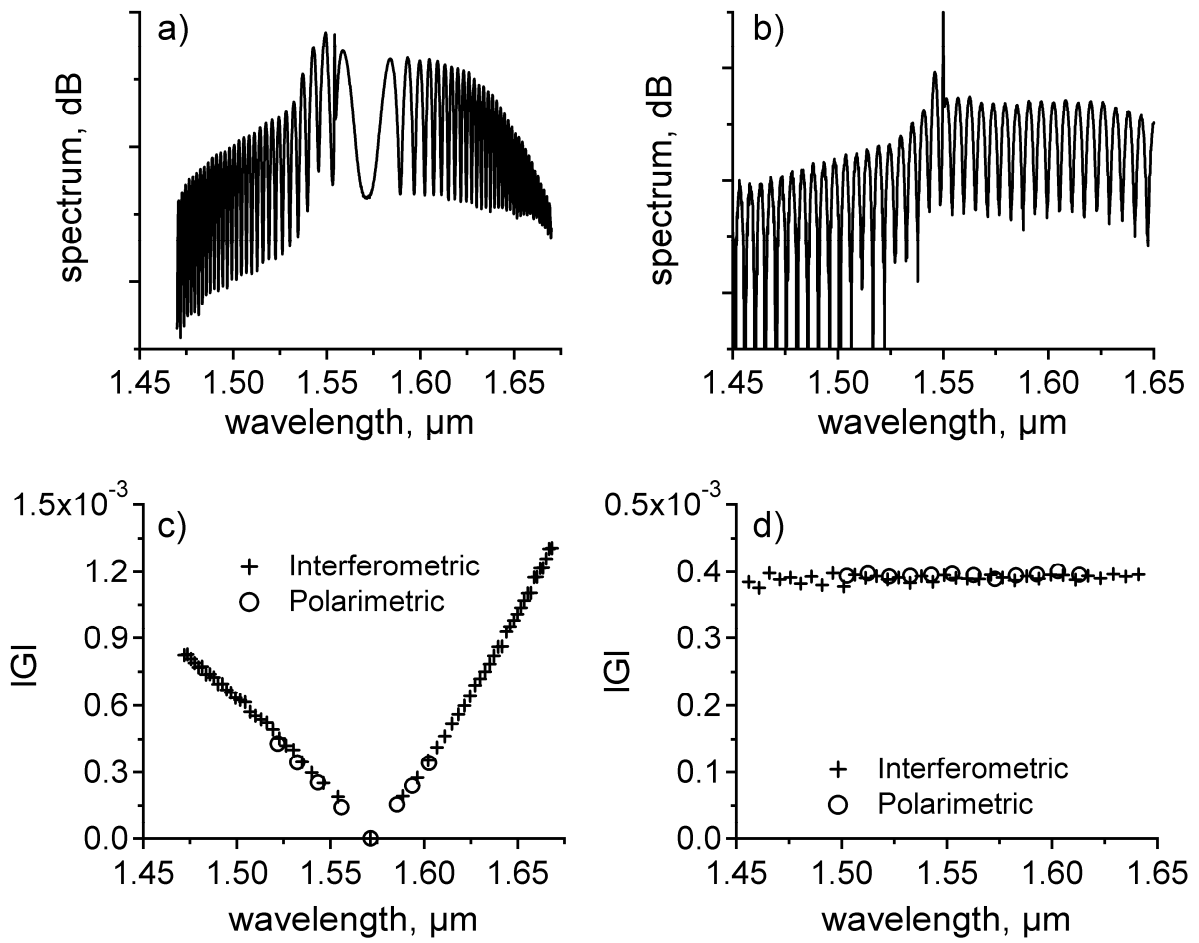 a)
spectrum, dB
1.45 1.50 1.55 1.60 1.65
wavelength, µm
b)
spectrum, dB
1.45 1.50 1.55 1.60 1.65
wavelength, µm
c)
1.5x10⁻³
1.2
0.9
0.6
0.3
0.0
|G|
Interferometric
Polarimetric
1.45 1.50 1.55 1.60 1.65
wavelength, µm
d)
0.5x10⁻³
0.4
0.3
0.2
0.1
0.0
|G|
Interferometric
Polarimetric
1.45 1.50 1.55 1.60 1.65
wavelength, µm